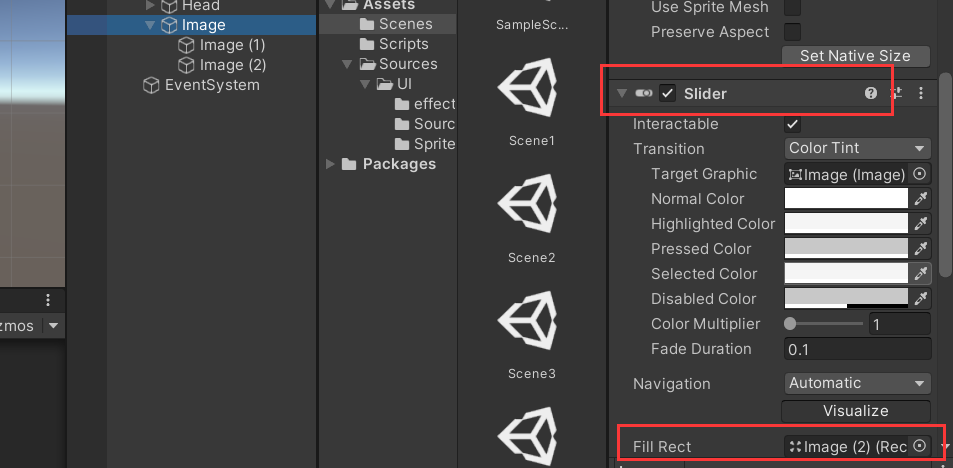 Head
Image
Image (1)
Image (2)
EventSystem
zmos
Assets
Scenes
Scripts
Sources
UI
effect
Sourc
Sprite
Packages
SampleSc...
Scene1
Scene2
Scene3
Use Sprite Mesh
Preserve Aspect
Set Native Size
Slider
Interactable
Transition
Color Tint
Target Graphic
Image (Image)
Normal Color
Highlighted Color
Pressed Color
Selected Color
Disabled Color
Color Multiplier
1
Fade Duration
0.1
Navigation
Automatic
Visualize
Fill Rect
Image (2) (Rec